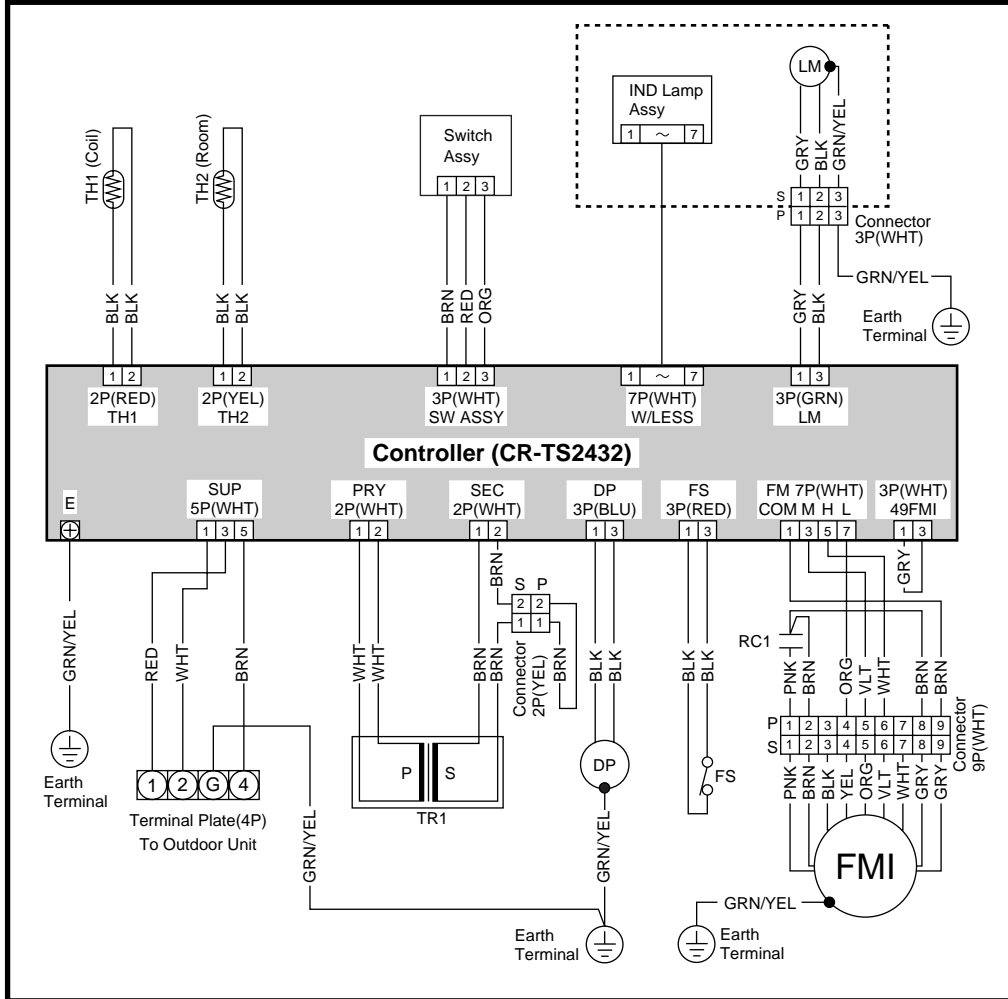 LM
IND Lamp
Assy
1 ~ 7
TH1 (Coil)
TH2 (Room)
Switch
Assy
1 2 3
GRY
BLK
GRN/YEL
S 1 2 3
P 1 2 3
Connector
3P(WHT)
GRN/YEL
Earth
Terminal
BLK
BLK
BLK
BLK
BRN
RED
ORG
GRY
BLK
1 2
1 2
1 2 3
1 ~ 7
1 3
2P(RED)
TH1
2P(YEL)
TH2
3P(WHT)
SW ASSY
7P(WHT)
W/LESS
3P(GRN)
LM
Controller (CR-TS2432)
E
SUP
5P(WHT)
PRY
2P(WHT)
SEC
2P(WHT)
DP
3P(BLU)
FS
3P(RED)
FM 7P(WHT)
COM M H L
3P(WHT)
49FMI
1 3 5
1 2
1 2
1 3
1 3
1 3 5 7
1 3
GRN/YEL
RED
WHT
BRN
WHT
WHT
BRN
BRN
BRN
S P
2 2
1 1
Connector
2P(YEL)
BRN
BLK
BLK
BLK
BLK
GRY
RC1
PNK
BRN
ORG
VLT
WHT
BRN
BRN
P 1 2 3 4 5 6 7 8 9
S 1 2 3 4 5 6 7 8 9
Connector
9P(WHT)
PNK
BRN
BLK
YEL
ORG
VLT
WHT
GRY
GRY
Earth
Terminal
1 2 G 4
Terminal Plate(4P)
To Outdoor Unit
GRN/YEL
P S
TR1
DP
GRN/YEL
FS
FMI
GRN/YEL
Earth
Terminal
Earth
Terminal